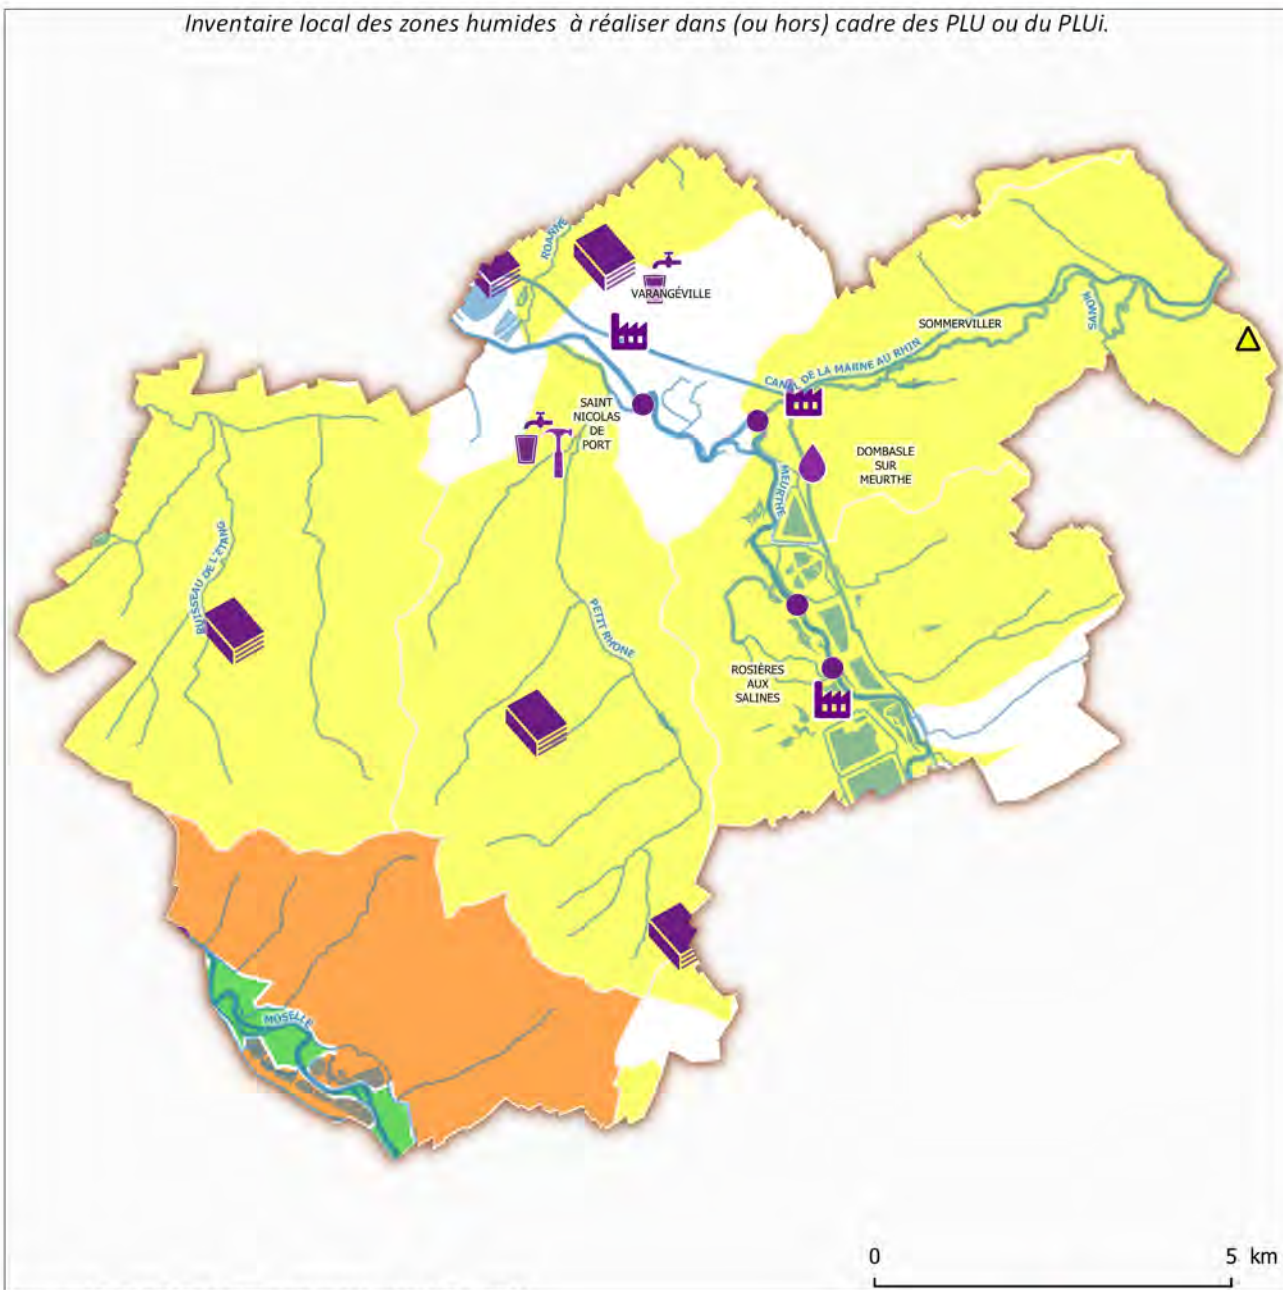 Inventaire local des zones humides à réaliser dans (ou hors) cadre des PLU ou du PLUi.
ROANNE
VARANGÉVILLE
SOMMERVILLER
SANON
CANAL DE LA MARNE AU RHIN
SAINT
NICOLAS
DE
PORT
DOMBASLE
SUR
MEURTHE
MEURTHE
RUISSEAU DE L'ÉTANG
PETIT RHONE
ROSIÈRES
AUX
SALINES
MOSELLE
0 5 km